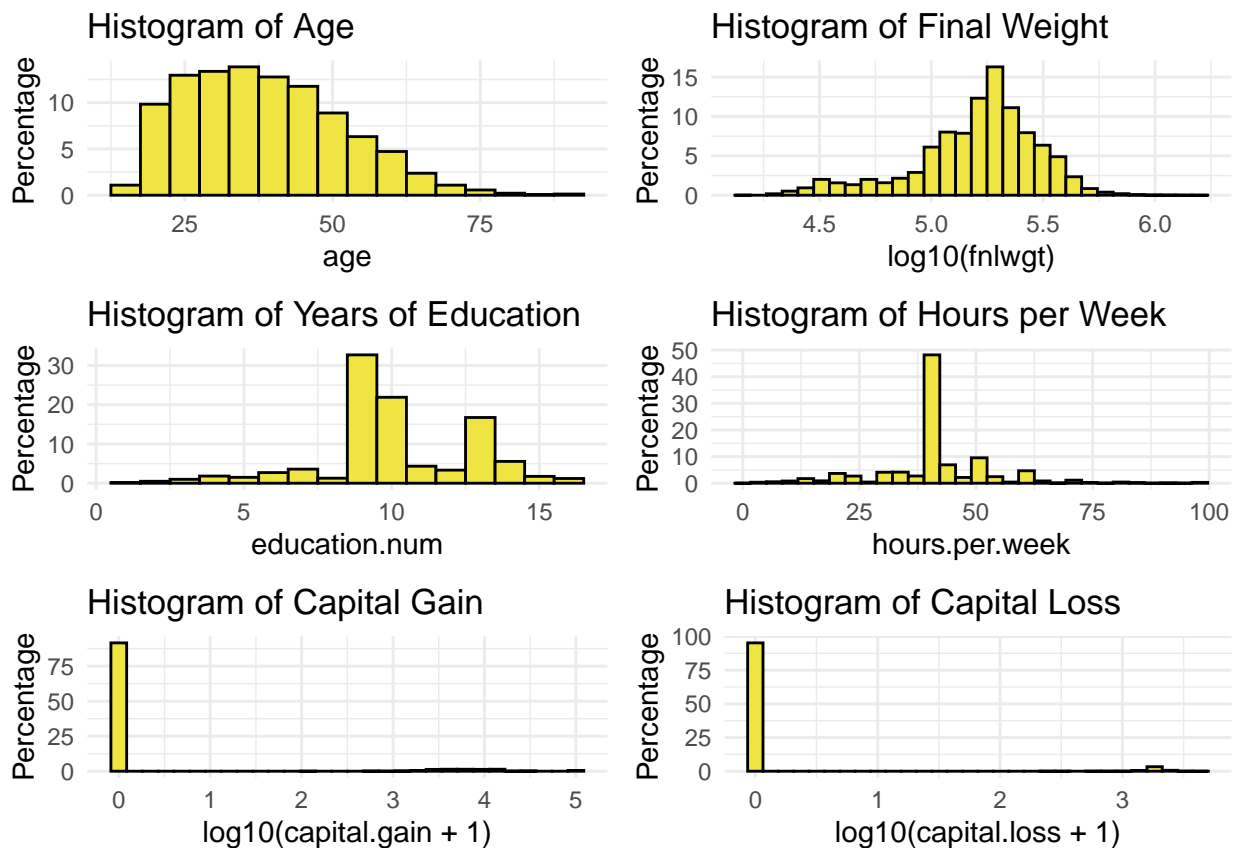 Histogram of Age
Percentage
10
5
0
25 50 75
age
Histogram of Final Weight
Percentage
15
10
5
0
4.5 5.0 5.5 6.0
log10(fnlwgt)
Histogram of Years of Education
Percentage
30
20
10
0
0 5 10 15
education.num
Histogram of Hours per Week
Percentage
50
40
30
20
10
0
0 25 50 75 100
hours.per.week
Histogram of Capital Gain
Percentage
75
50
25
0
0 1 2 3 4 5
log10(capital.gain + 1)
Histogram of Capital Loss
Percentage
100
75
50
25
0
0 1 2 3
log10(capital.loss + 1)